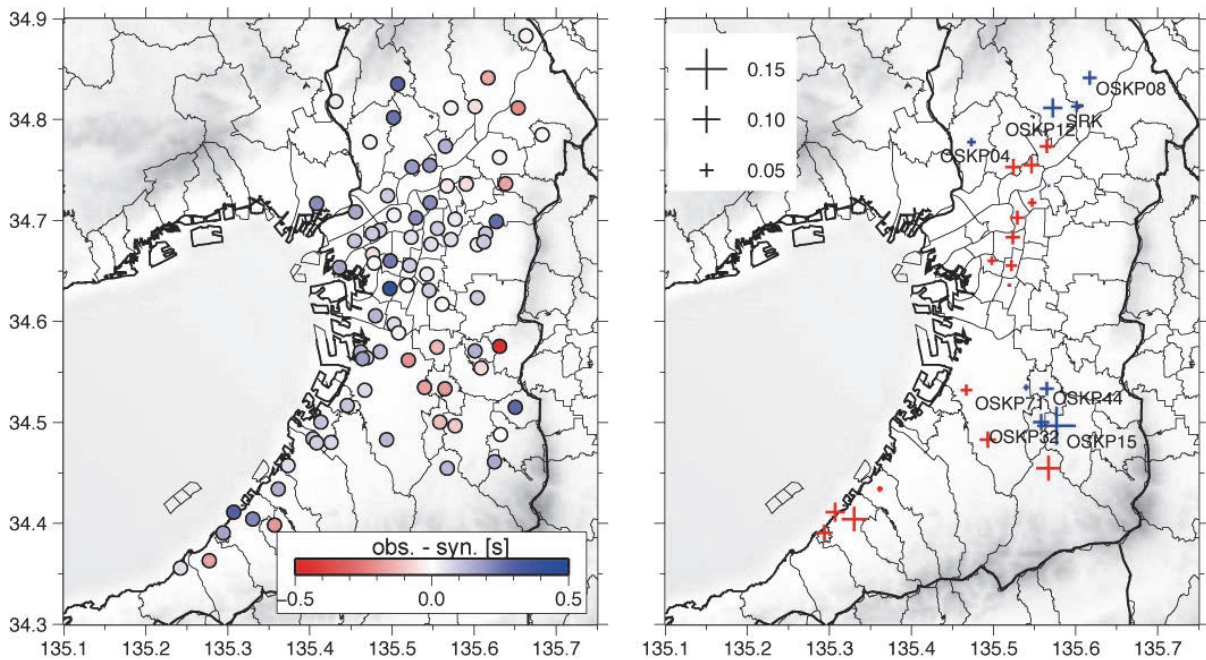 34.9
34.8
34.7
34.6
34.5
34.4
34.3
135.1 135.2 135.3 135.4 135.5 135.6 135.7
obs. - syn. [s]
-0.5 0.0 0.5
0.15
0.10
0.05
OSKP08
SRK
OSKP12
OSKP04
OSKP71
OSKP44
OSKP32
OSKP15
135.1 135.2 135.3 135.4 135.5 135.6 135.7